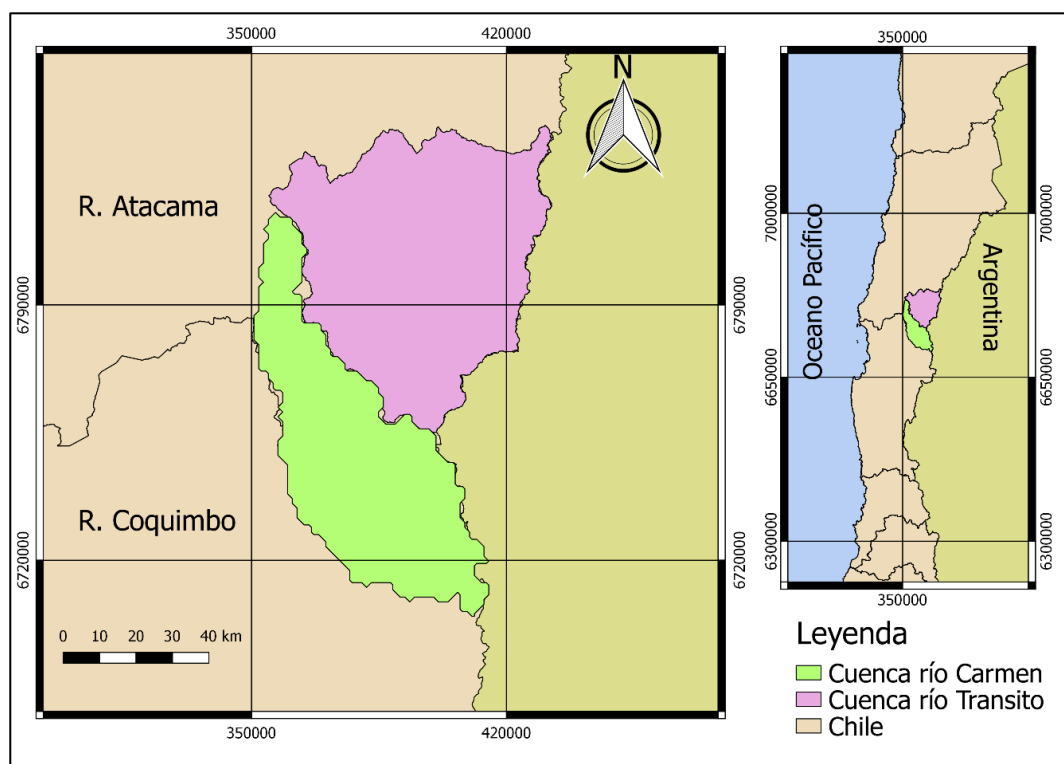 350000
420000
N
R. Atacama
6790000
6790000
R. Coquimbo
6720000
6720000
0 10 20 30 40 km
350000
420000
350000
7000000
7000000
Oceano Pacífico
Argentina
6650000
6650000
6300000
6300000
350000
Leyenda
Cuenca río Carmen
Cuenca río Transito
Chile